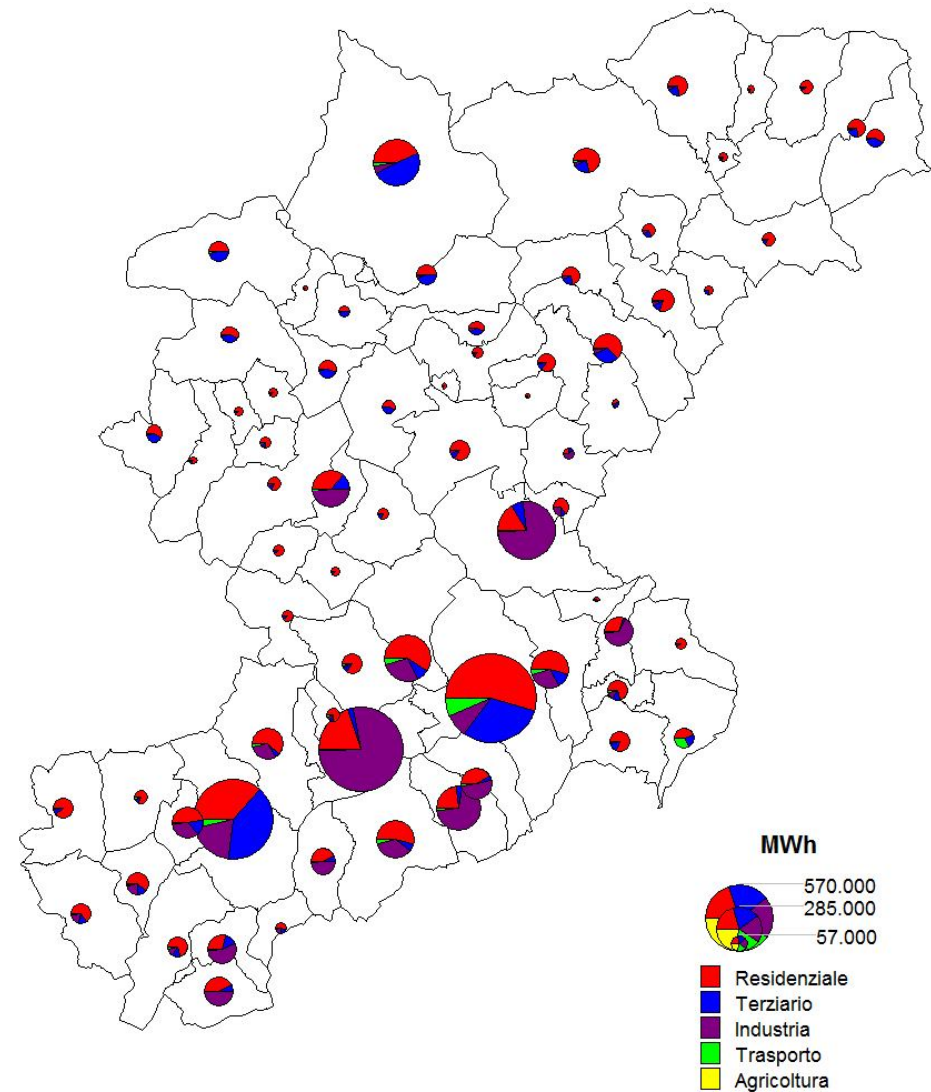 MWh
570.000
285.000
57.000
Residenziale
Terziario
Industria
Trasporto
Agricoltura